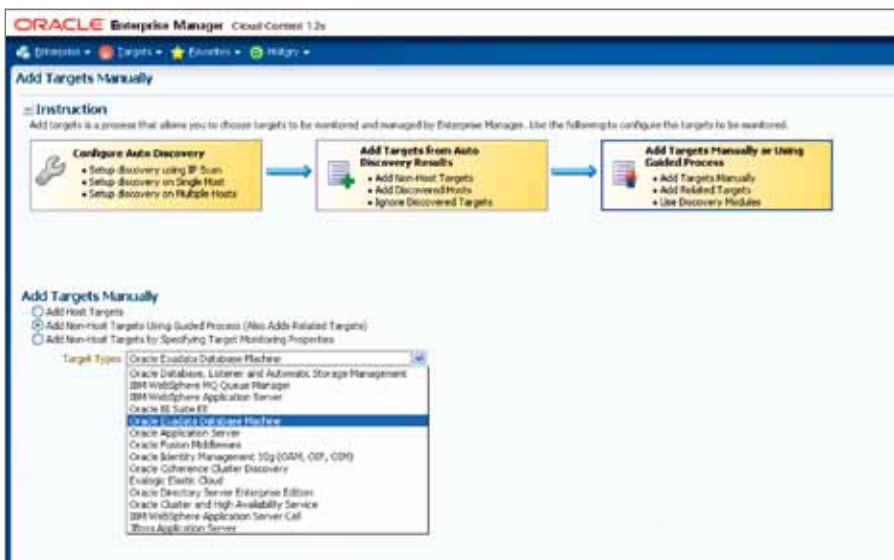 ORACLE Enterprise Manager Cloud Control 12c
Enterprise Targets Favorites History
Add Targets Manually
Instruction
Add targets is a process that allows you to choose targets to be monitored and managed by Enterprise Manager. Use the following to configure the targets to be monitored.
Configure Auto Discovery
• Setup discovery using IP Scan
• Setup discovery on Single Host
• Setup discovery on Multiple Hosts
Add Targets from Auto
Discovery Results
• Add Non-Host Targets
• Add Discovered Hosts
• Ignore Discovered Targets
Add Targets Manually or Using
Guided Process
• Add Targets Manually
• Add Related Targets
• Use Discovery Modules
Add Targets Manually
Add Host Targets
Add Non-Host Targets Using Guided Process (Also Adds Related Targets)
Add Non-Host Targets by Specifying Target Monitoring Properties
Target Types Oracle Exadata Database Machine
Oracle Database, Listener and Automatic Storage Management
IBM WebSphere MQ Queue Manager
IBM WebSphere Application Server
Oracle BI Suite EE
Oracle Exadata Database Machine
Oracle Application Server
Oracle Fusion Middleware
Oracle Identity Management 10g (OAM, OIF, OIM)
Oracle Coherence Cluster Discovery
Exalogic Elastic Cloud
Oracle Directory Server Enterprise Edition
Oracle Cluster and High Availability Service
IBM WebSphere Application Server Cell
JBoss Application Server